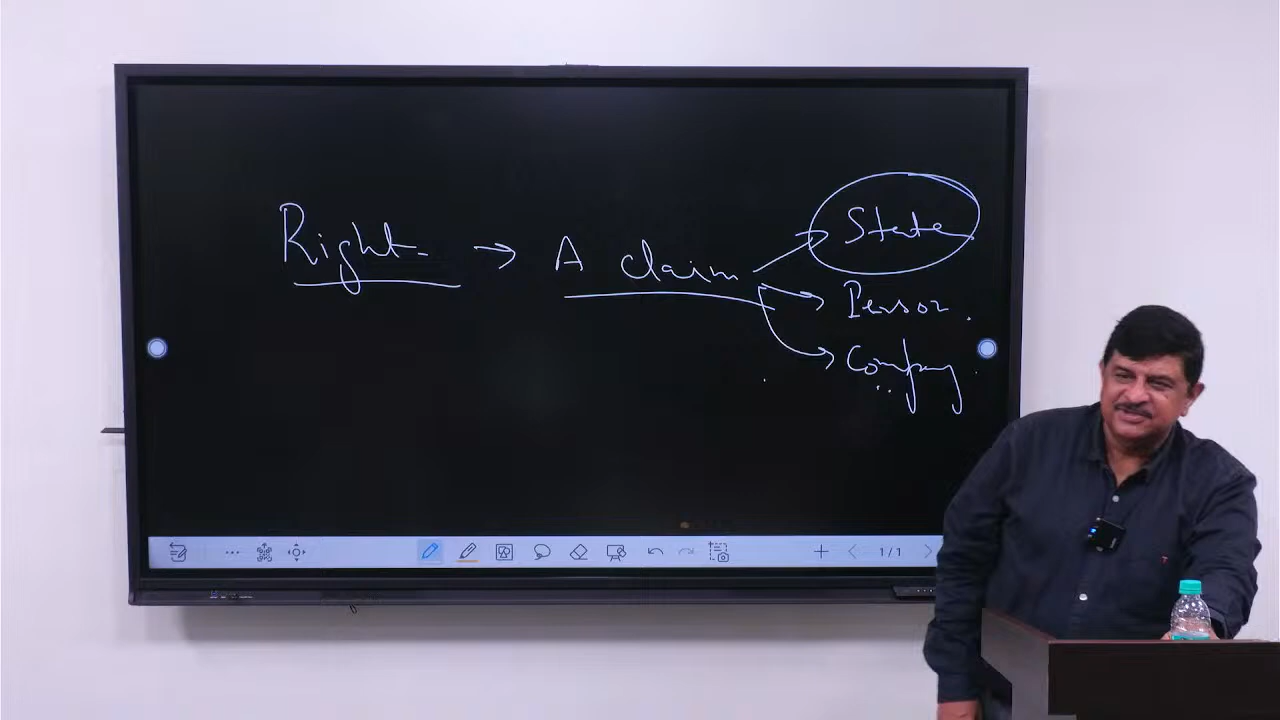 Right → A claim → State
→ Person.
→ Company
1/1